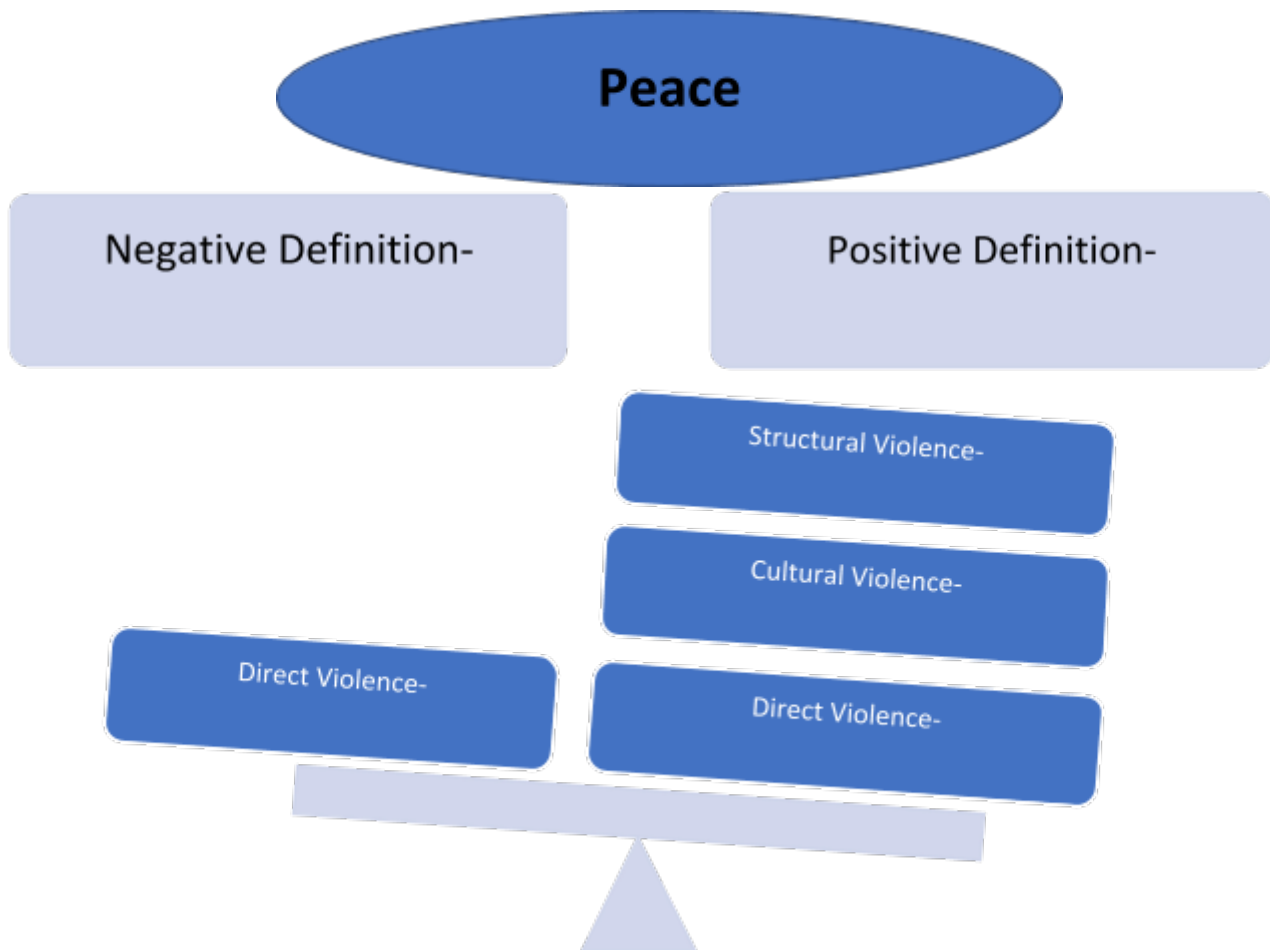 Peace
Negative Definition-
Positive Definition-
Structural Violence-
Cultural Violence-
Direct Violence-
Direct Violence-